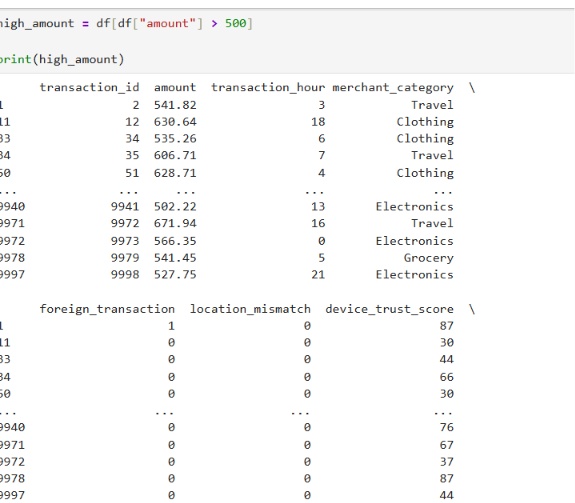 high_amount = df[df["amount"] > 500]
print(high_amount)
transaction_id amount transaction_hour merchant_category \
1 2 541.82 3 Travel
11 12 630.64 18 Clothing
33 34 535.26 6 Clothing
34 35 606.71 7 Travel
50 51 628.71 4 Clothing
... ... ... ... ...
9940 9941 502.22 13 Electronics
9971 9972 671.94 16 Travel
9972 9973 566.35 0 Electronics
9978 9979 541.45 5 Grocery
9997 9998 527.75 21 Electronics
foreign_transaction location_mismatch device_trust_score \
1 1 0 87
11 0 0 30
33 0 0 44
34 0 0 66
50 0 0 30
... ... ... ...
9940 0 0 76
9971 0 0 67
9972 0 0 37
9978 0 0 87
9997 0 0 44